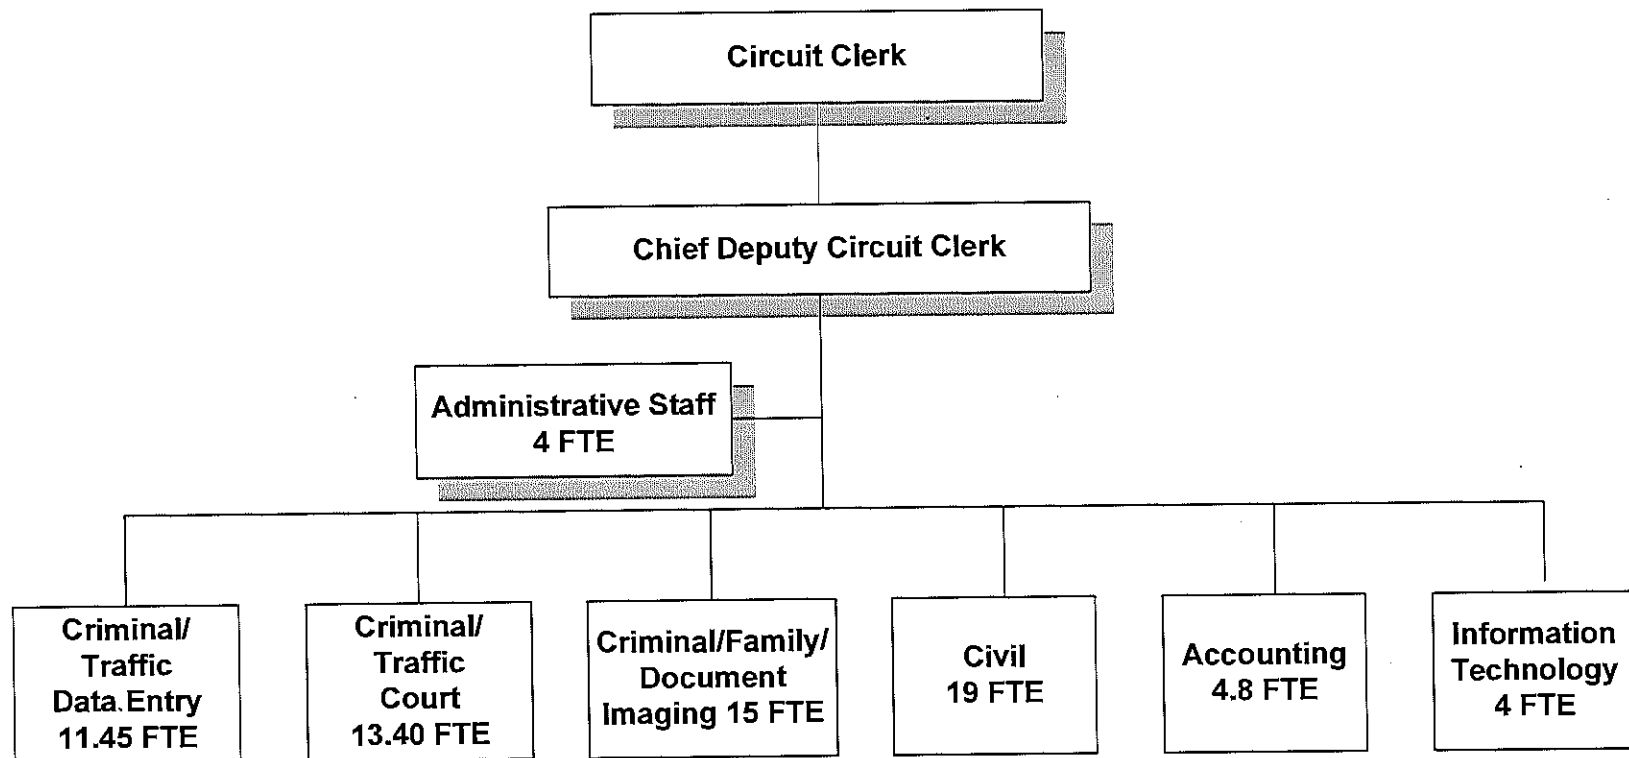 Circuit Clerk
Chief Deputy Circuit Clerk
Administrative Staff
4 FTE
Criminal/
Traffic
Data Entry
11.45 FTE
Criminal/
Traffic
Court
13.40 FTE
Criminal/Family/
Document
Imaging 15 FTE
Civil
19 FTE
Accounting
4.8 FTE
Information
Technology
4 FTE